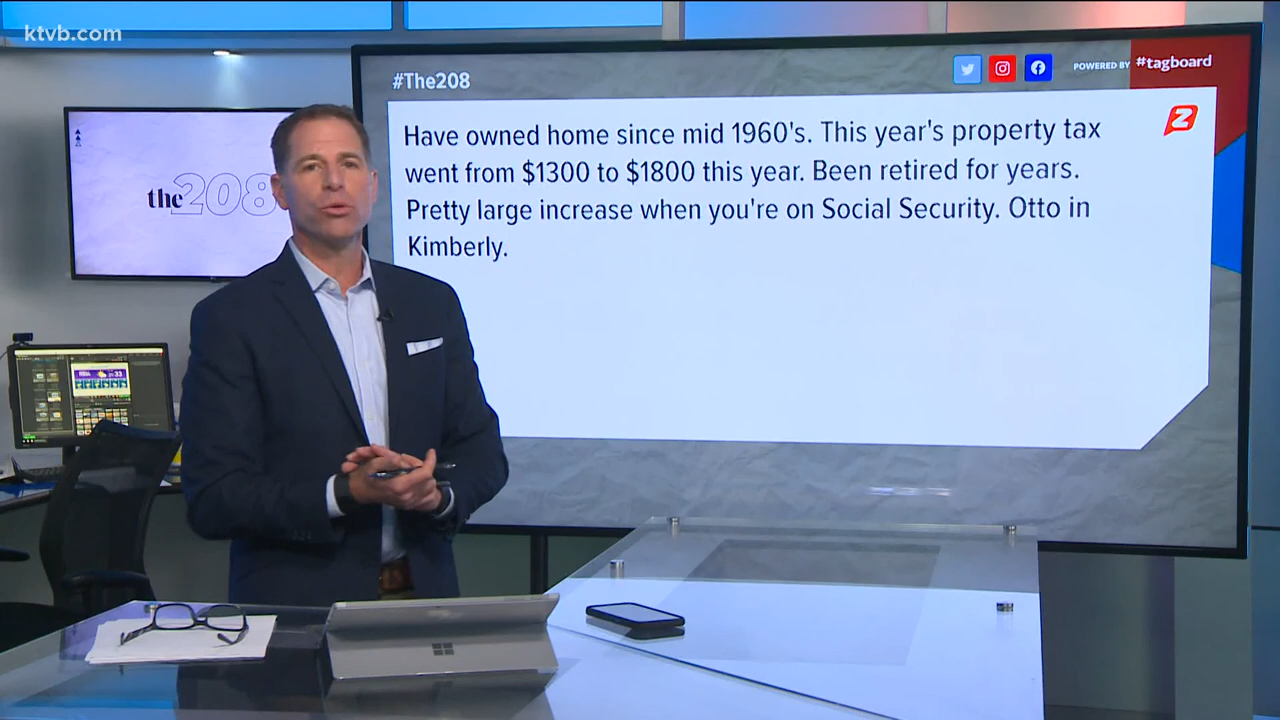 ktvb.com
#The208
POWERED BY #tagboard
Have owned home since mid 1960's. This year's property tax
went from $1300 to $1800 this year. Been retired for years.
Pretty large increase when you're on Social Security. Otto in
Kimberly.
the208